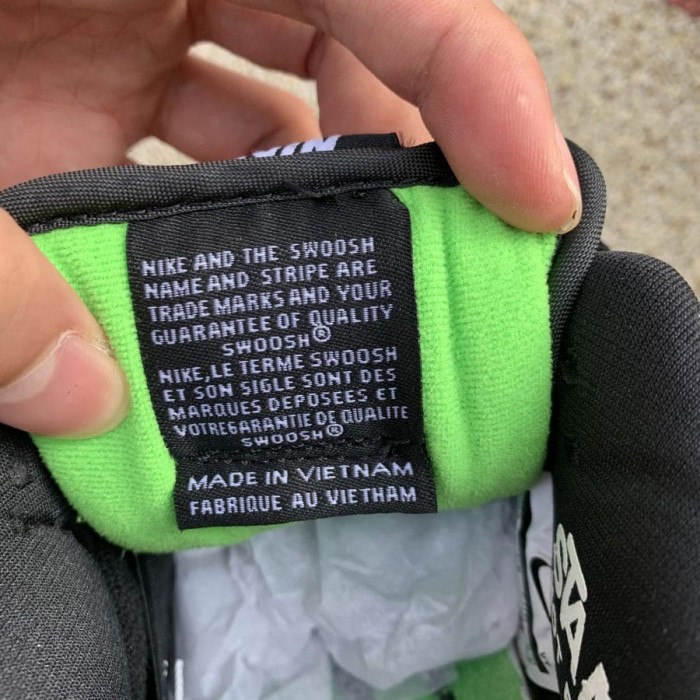 NIKE AND THE SWOOSH
NAME AND STRIPE ARE
TRADE MARKS AND YOUR
GUARANTEE OF QUALITY
SWOOSH®
NIKE,LE TERME SWOOSH
ET SON SIGLE SONT DES
MARQUES DEPOSEES ET
VOTREGARANTIE DE QUALITE
SWOOSH®
MADE IN VIETNAM
FABRIQUE AU VIETHAM